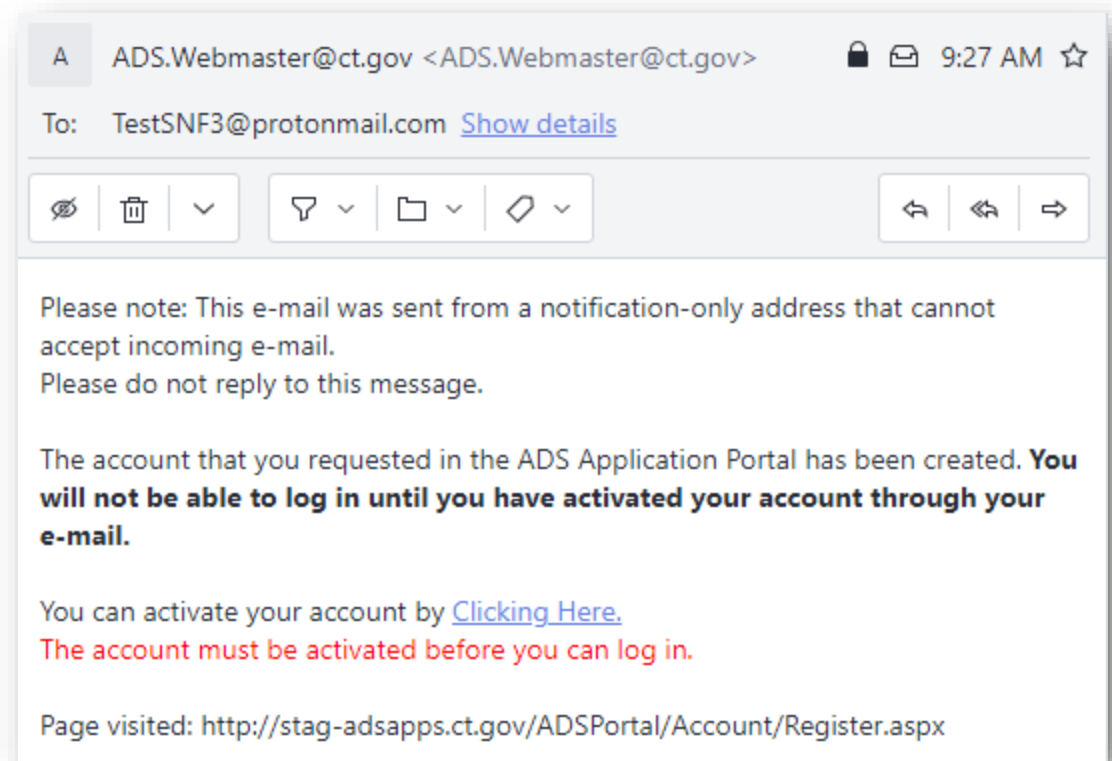 A ADS.Webmaster@ct.gov <ADS.Webmaster@ct.gov> 9:27 AM
To: TestSNF3@protonmail.com Show details
Please note: This e-mail was sent from a notification-only address that cannot
accept incoming e-mail.
Please do not reply to this message.
The account that you requested in the ADS Application Portal has been created. You
will not be able to log in until you have activated your account through your
e-mail.
You can activate your account by Clicking Here.
The account must be activated before you can log in.
Page visited: http://stag-adsapps.ct.gov/ADSPortal/Account/Register.aspx